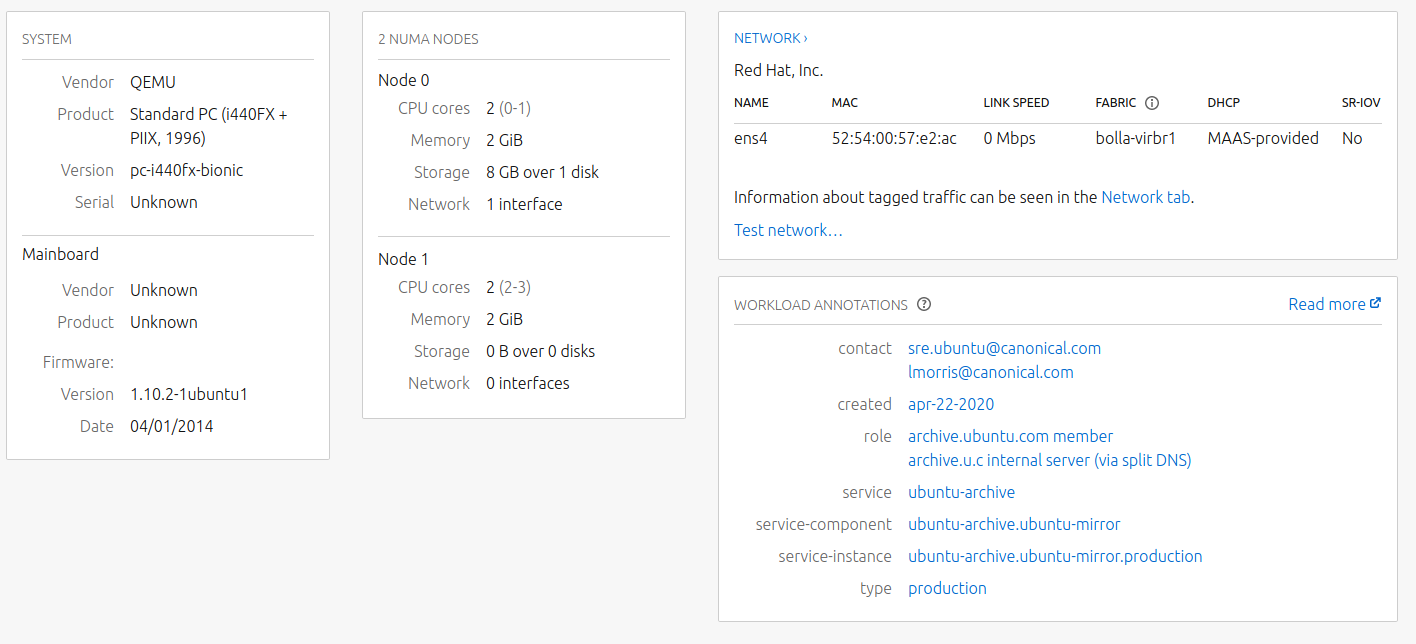 SYSTEM
Vendor QEMU
Product Standard PC (i440FX +
PIIX, 1996)
Version pc-i440fx-bionic
Serial Unknown
Mainboard
Vendor Unknown
Product Unknown
Firmware:
Version 1.10.2-1ubuntu1
Date 04/01/2014
2 NUMA NODES
Node 0
CPU cores 2 (0-1)
Memory 2 GiB
Storage 8 GB over 1 disk
Network 1 interface
Node 1
CPU cores 2 (2-3)
Memory 2 GiB
Storage 0 B over 0 disks
Network 0 interfaces
NETWORK ›
Red Hat, Inc.
NAME MAC LINK SPEED FABRIC DHCP SR-IOV
ens4 52:54:00:57:e2:ac 0 Mbps bolla-virbr1 MAAS-provided No
Information about tagged traffic can be seen in the Network tab.
Test network…
WORKLOAD ANNOTATIONS Read more
contact sre.ubuntu@canonical.com
lmorris@canonical.com
created apr-22-2020
role archive.ubuntu.com member
archive.u.c internal server (via split DNS)
service ubuntu-archive
service-component ubuntu-archive.ubuntu-mirror
service-instance ubuntu-archive.ubuntu-mirror.production
type production